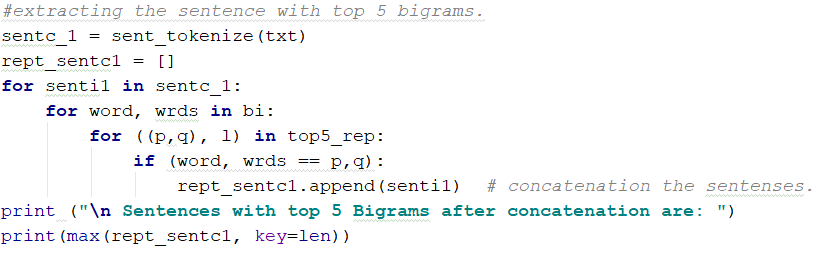 #extracting the sentence with top 5 bigrams.
sentc_1 = sent_tokenize(txt)
rept_sentc1 = []
for senti1 in sentc_1:
    for word, wrds in bi:
        for ((p,q), l) in top5_rep:
            if (word, wrds == p,q):
                rept_sentc1.append(senti1)  # concatenation the sentenses.
print ("\n Sentences with top 5 Bigrams after concatenation are: ")
print(max(rept_sentc1, key=len))